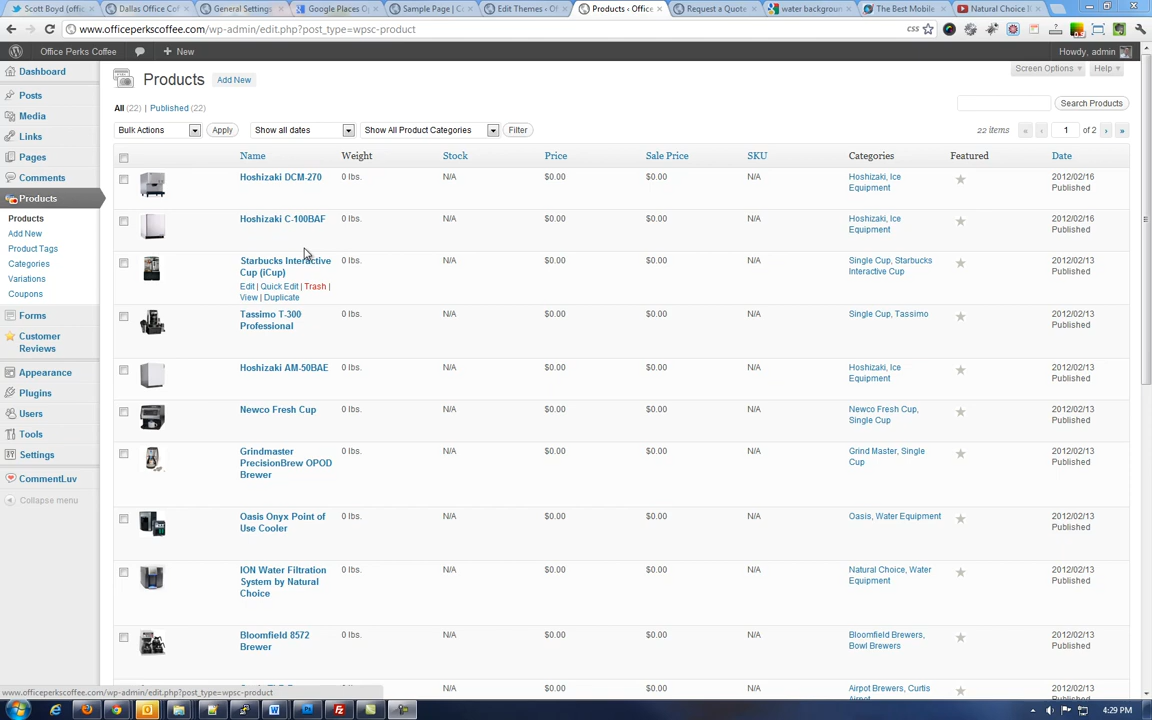 Scott Boyd (offic
Dallas Office Cof
General Settings
Google Places Op
Sample Page | Co
Edit Themes ‹ Of
Products ‹ Office
Request a Quote
water backgroun
The Best Mobile
Natural Choice I
www.officeperkscoffee.com/wp-admin/edit.php?post_type=wpsc-product
css
Office Perks Coffee
+ New
Howdy, admin
Dashboard
Posts
Media
Links
Pages
Comments
Products
Products
Add New
Product Tags
Categories
Variations
Coupons
Forms
Customer
Reviews
Appearance
Plugins
Users
Tools
Settings
CommentLuv
Collapse menu
Products Add New
Screen Options
Help
All (22) | Published (22)
Search Products
Bulk Actions Apply Show all dates Show All Product Categories Filter
22 items « ‹ 1 of 2 › »
Name Weight Stock Price Sale Price SKU Categories Featured Date
Hoshizaki DCM-270 0 lbs. N/A $0.00 $0.00 N/A Hoshizaki, Ice 2012/02/16
Equipment Published
Hoshizaki C-100BAF 0 lbs. N/A $0.00 $0.00 N/A Hoshizaki, Ice 2012/02/16
Equipment Published
Starbucks Interactive 0 lbs. N/A $0.00 $0.00 N/A Single Cup, Starbucks 2012/02/13
Cup (iCup) Interactive Cup Published
Edit | Quick Edit | Trash |
View | Duplicate
Tassimo T-300 0 lbs. N/A $0.00 $0.00 N/A Single Cup, Tassimo 2012/02/13
Professional Published
Hoshizaki AM-50BAE 0 lbs. N/A $0.00 $0.00 N/A Hoshizaki, Ice 2012/02/13
Equipment Published
Newco Fresh Cup 0 lbs. N/A $0.00 $0.00 N/A Newco Fresh Cup, 2012/02/13
Single Cup Published
Grindmaster 0 lbs. N/A $0.00 $0.00 N/A Grind Master, Single 2012/02/13
PrecisionBrew OPOD Cup Published
Brewer
Oasis Onyx Point of 0 lbs. N/A $0.00 $0.00 N/A Oasis, Water Equipment 2012/02/13
Use Cooler Published
ION Water Filtration 0 lbs. N/A $0.00 $0.00 N/A Natural Choice, Water 2012/02/13
System by Natural Equipment Published
Choice
Bloomfield 8572 0 lbs. N/A $0.00 $0.00 N/A Bloomfield Brewers, 2012/02/13
Brewer Bowl Brewers Published
0 lbs. N/A $0.00 $0.00 N/A Airpot Brewers, Curtis 2012/02/13
www.officeperkscoffee.com/wp-admin/edit.php?post_type=wpsc-product
4:29 PM